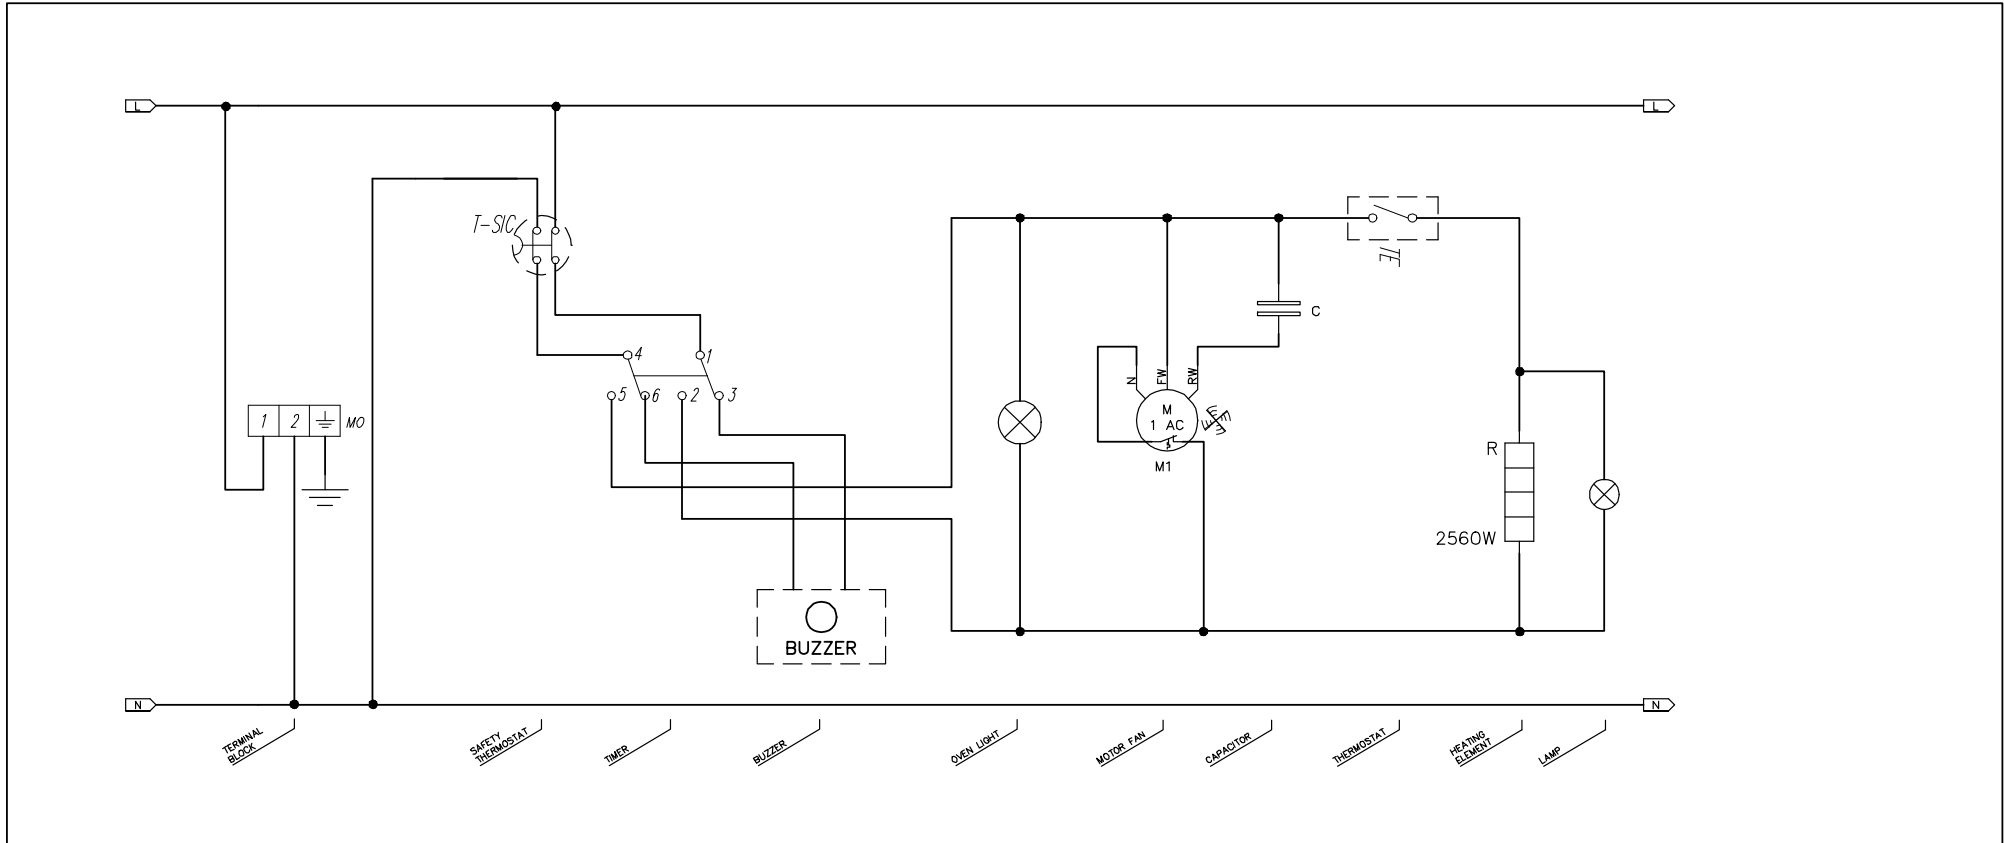 L
L
T-SIC
TE
C
4
1
5
6
2
3
N
FW
RW
M
1 AC
M1
1
2
MO
R
2560W
BUZZER
N
N
TERMINAL
BLOCK
SAFETY
THERMOSTAT
TIMER
BUZZER
OVEN LIGHT
MOTOR FAN
CAPACITOR
THERMOSTAT
HEATING
ELEMENT
LAMP